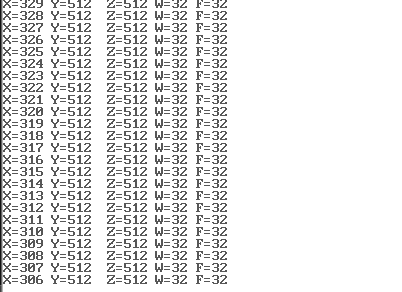 X=329 Y=512  Z=512 W=32 F=32
X=328 Y=512  Z=512 W=32 F=32
X=327 Y=512  Z=512 W=32 F=32
X=326 Y=512  Z=512 W=32 F=32
X=325 Y=512  Z=512 W=32 F=32
X=324 Y=512  Z=512 W=32 F=32
X=323 Y=512  Z=512 W=32 F=32
X=322 Y=512  Z=512 W=32 F=32
X=321 Y=512  Z=512 W=32 F=32
X=320 Y=512  Z=512 W=32 F=32
X=319 Y=512  Z=512 W=32 F=32
X=318 Y=512  Z=512 W=32 F=32
X=317 Y=512  Z=512 W=32 F=32
X=316 Y=512  Z=512 W=32 F=32
X=315 Y=512  Z=512 W=32 F=32
X=314 Y=512  Z=512 W=32 F=32
X=313 Y=512  Z=512 W=32 F=32
X=312 Y=512  Z=512 W=32 F=32
X=311 Y=512  Z=512 W=32 F=32
X=310 Y=512  Z=512 W=32 F=32
X=309 Y=512  Z=512 W=32 F=32
X=308 Y=512  Z=512 W=32 F=32
X=307 Y=512  Z=512 W=32 F=32
X=306 Y=512  Z=512 W=32 F=32